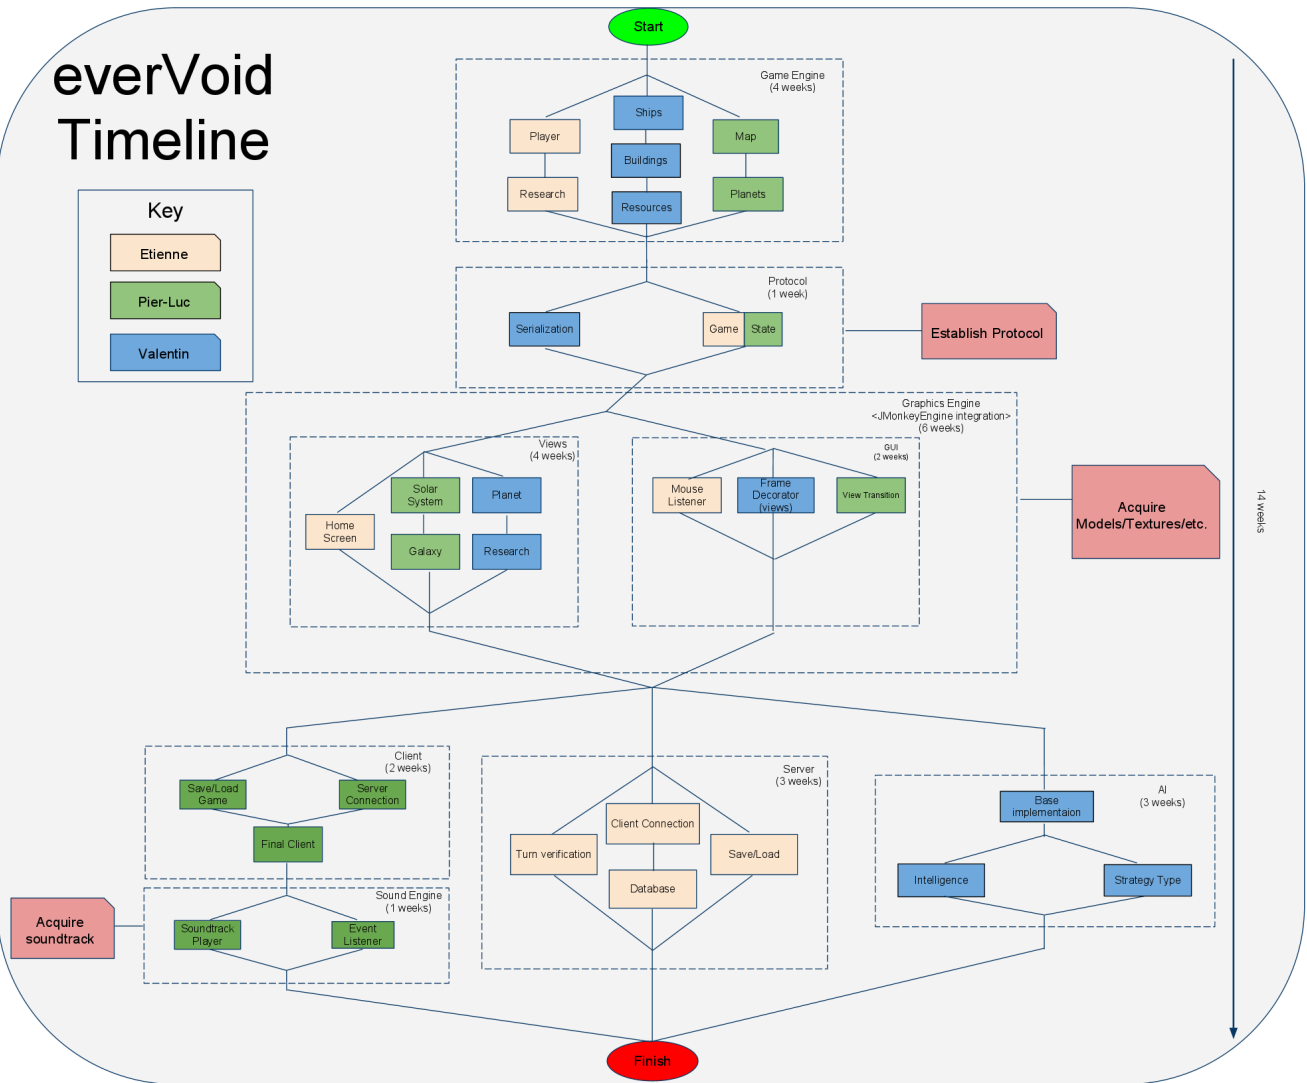 everVoid
Timeline
Key
Etienne
Pier-Luc
Valentin
Start
Game Engine
(4 weeks)
Ships
Player
Map
Buildings
Research
Resources
Planets
Protocol
(1 week)
Serialization
Game
State
Establish Protocol
Graphics Engine
<JMonkeyEngine integration>
(6 weeks)
Views
(4 weeks)
Solar
System
Planet
Home
Screen
Galaxy
Research
GUI
(2 weeks)
Mouse
Listener
Frame
Decorator
(views)
View Transition
Acquire
Models/Textures/etc.
14 weeks
Client
(2 weeks)
Save/Load
Game
Server
Connection
Final Client
Sound Engine
(1 weeks)
Soundtrack
Player
Event
Listener
Acquire
soundtrack
Server
(3 weeks)
Client Connection
Turn verification
Save/Load
Database
AI
(3 weeks)
Base
implementaion
Intelligence
Strategy Type
Finish